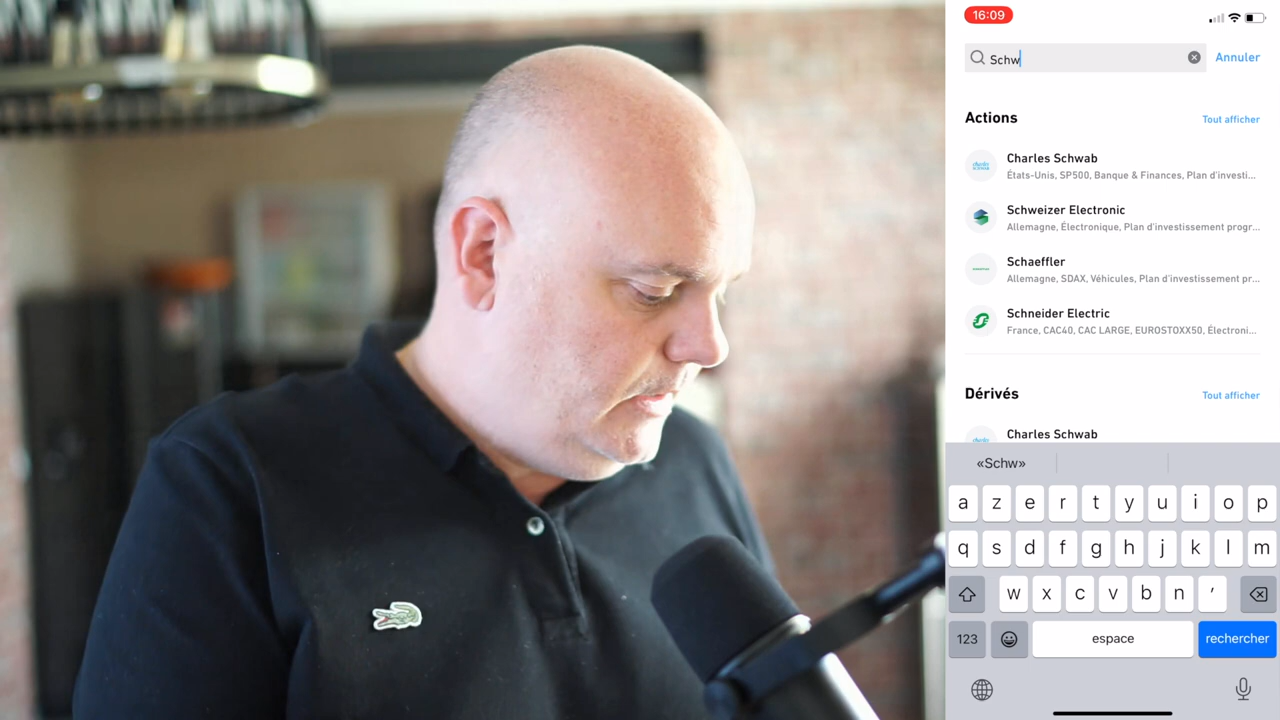 16:09
Schw
Annuler
Actions
Tout afficher
Charles Schwab
États-Unis, SP500, Banque & Finances, Plan d'investi...
Schweizer Electronic
Allemagne, Électronique, Plan d'investissement progr...
Schaeffler
Allemagne, SDAX, Véhicules, Plan d'investissement pr...
Schneider Electric
France, CAC40, CAC LARGE, EUROSTOXX50, Électroni...
Dérivés
Tout afficher
Charles Schwab
«Schw»
a z e r t y u i o p
q s d f g h j k l m
w x c v b n '
123
espace
rechercher